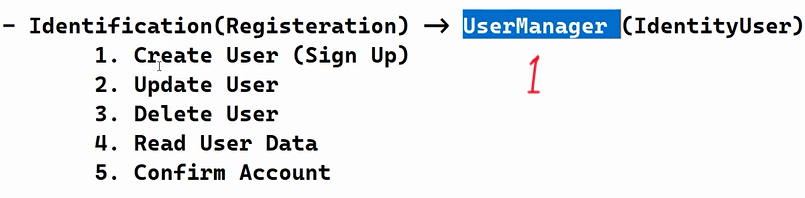 - Identification(Registeration) → UserManager (IdentityUser)
1. Create User (Sign Up)
1
2. Update User
3. Delete User
4. Read User Data
5. Confirm Account